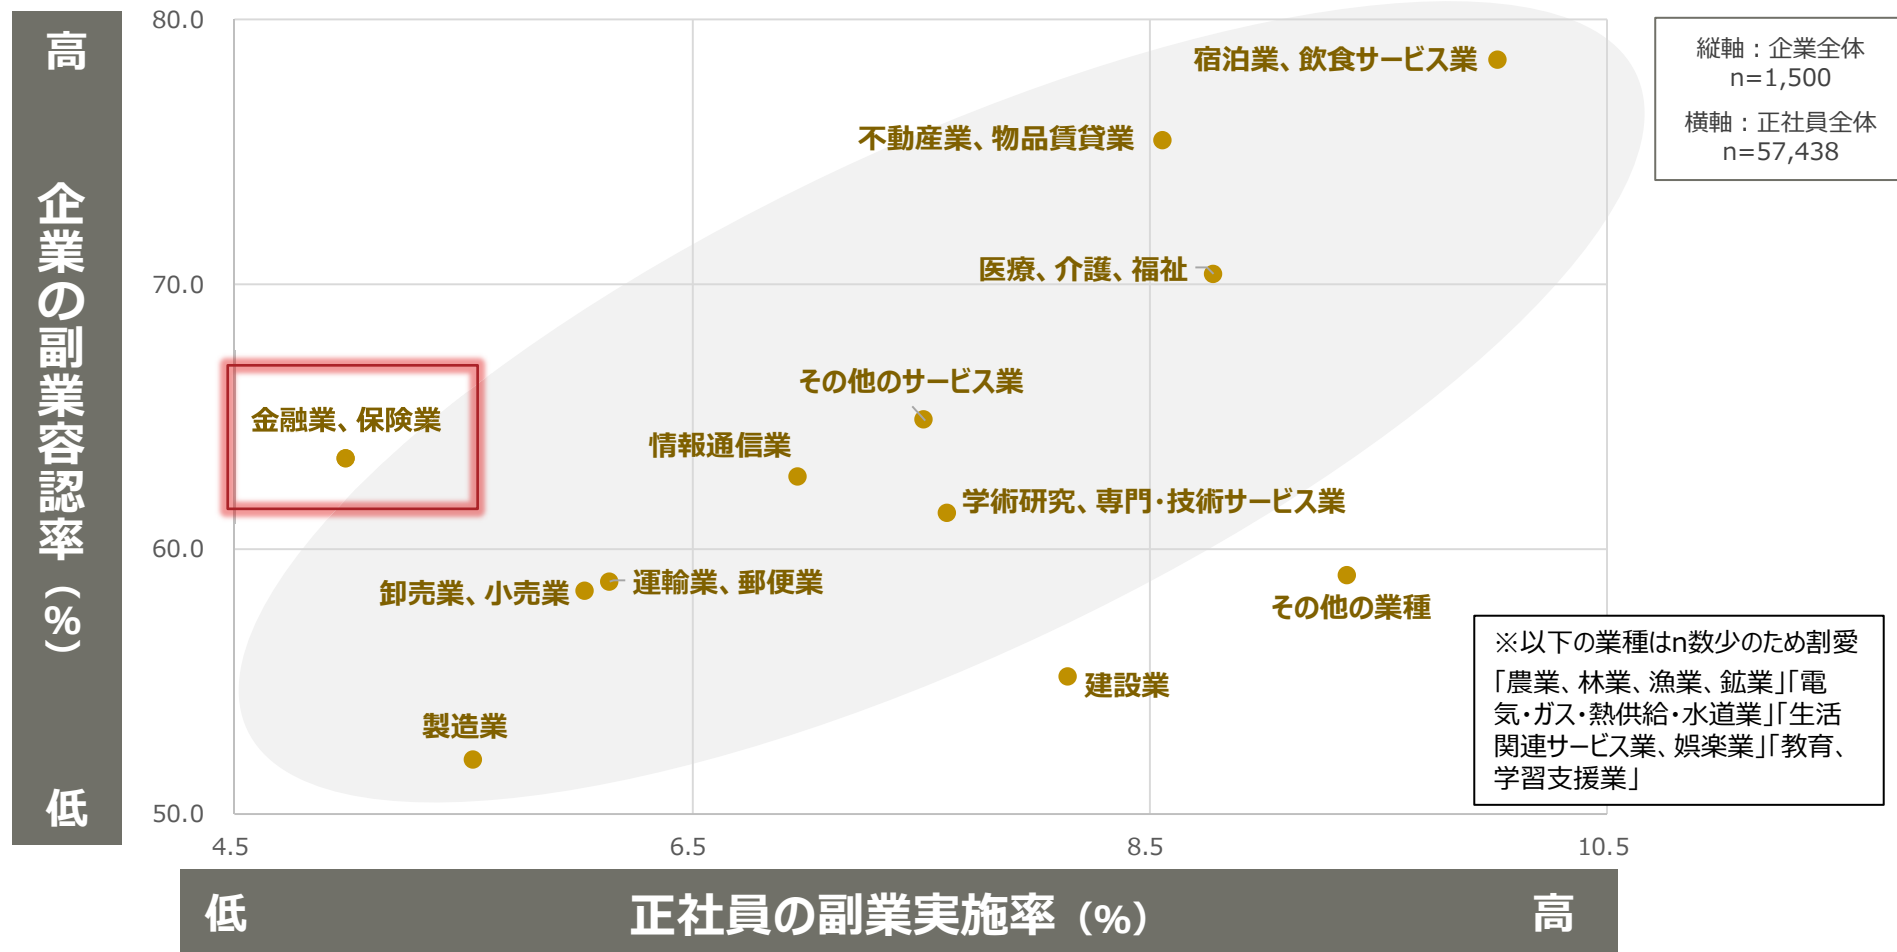 高
企業の副業容認率（%）
低
80.0
70.0
60.0
50.0
宿泊業、飲食サービス業
不動産業、物品賃貸業
医療、介護、福祉
その他のサービス業
金融業、保険業
情報通信業
学術研究、専門・技術サービス業
卸売業、小売業
運輸業、郵便業
その他の業種
建設業
製造業
縦軸：企業全体
n=1,500
横軸：正社員全体
n=57,438
※以下の業種はn数少のため割愛
「農業、林業、漁業、鉱業」「電
気・ガス・熱供給・水道業」「生活
関連サービス業、娯楽業」「教育、
学習支援業」
4.5
6.5
8.5
10.5
低
正社員の副業実施率（%）
高